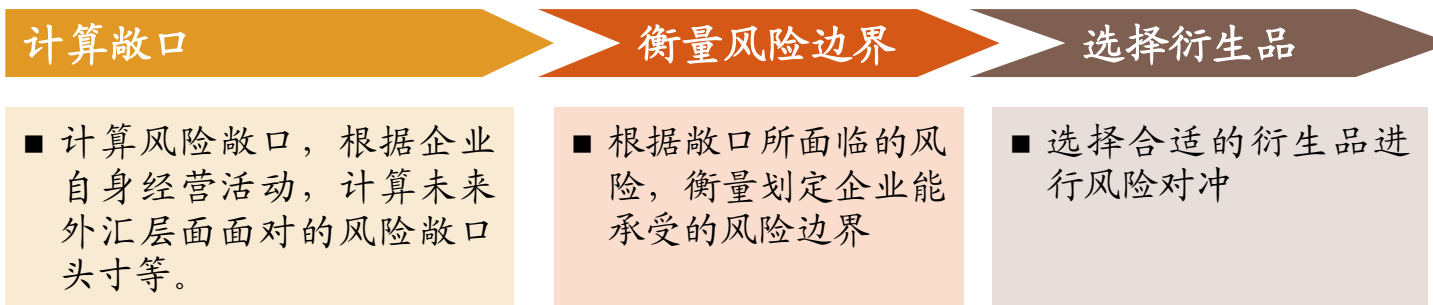 计算敞口
衡量风险边界
选择衍生品
■ 计算风险敞口，根据企业
自身经营活动，计算未来
外汇层面面对的风险敞口
头寸等。
■ 根据敞口所面临的风
险，衡量划定企业能
承受的风险边界
■ 选择合适的衍生品进
行风险对冲